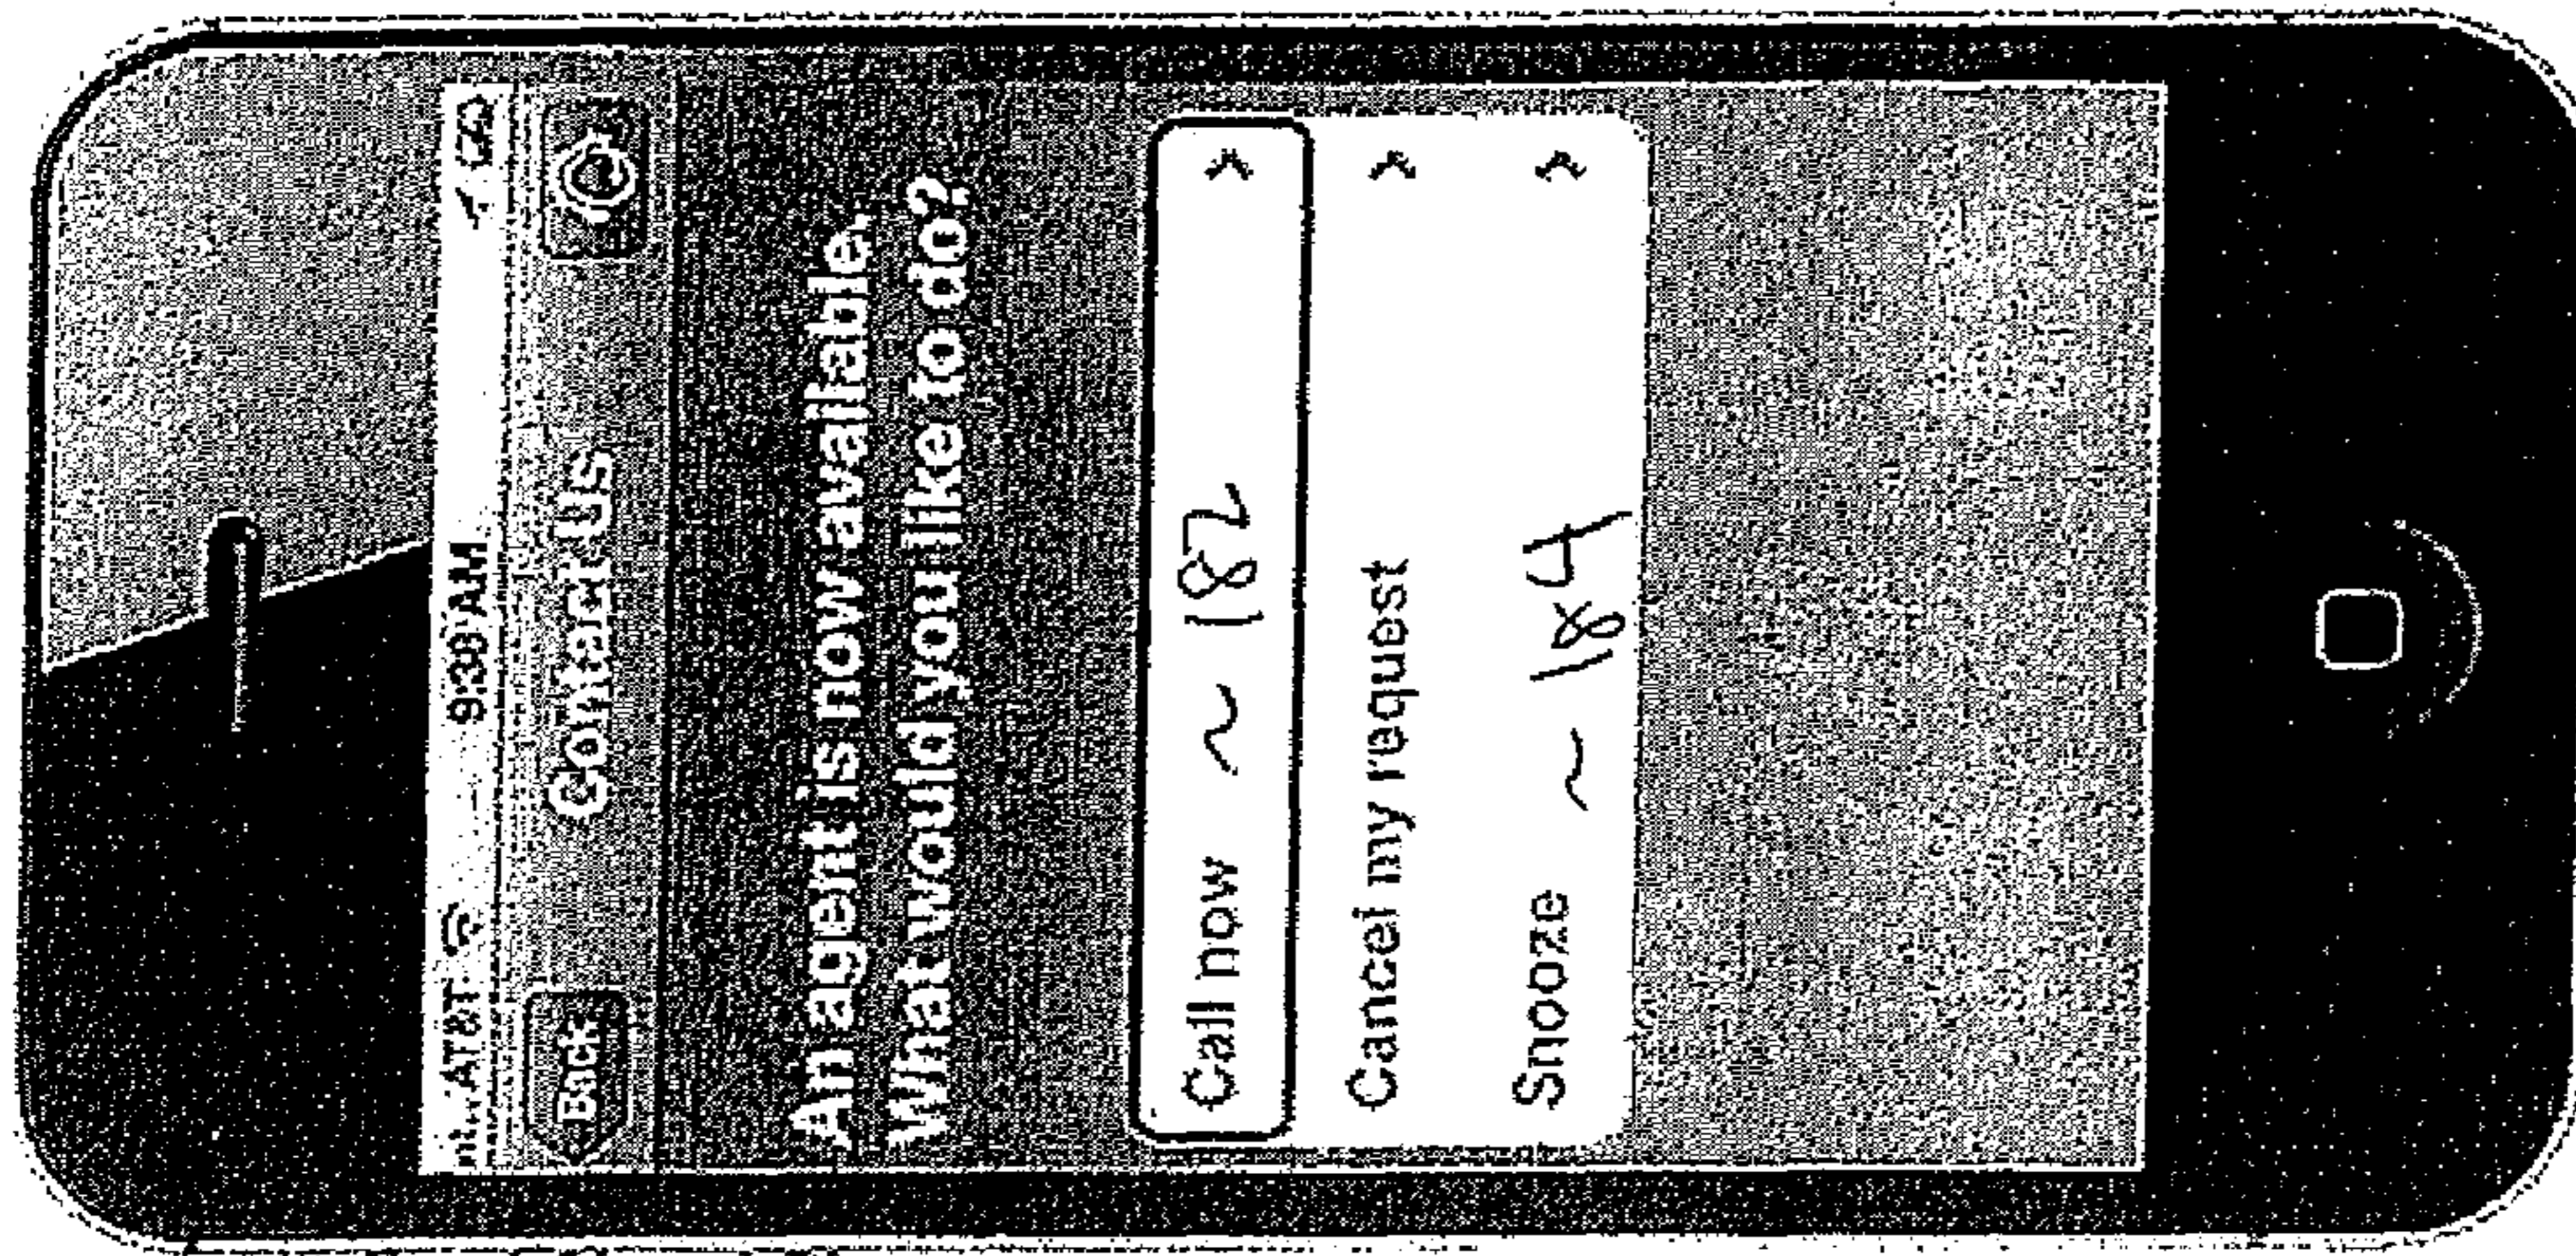 AT&T 9:30 AM
Back Contact Us
An agent is now available.
What would you like to do?
Call now ~ 182
Cancel my request
Snooze ~ 184